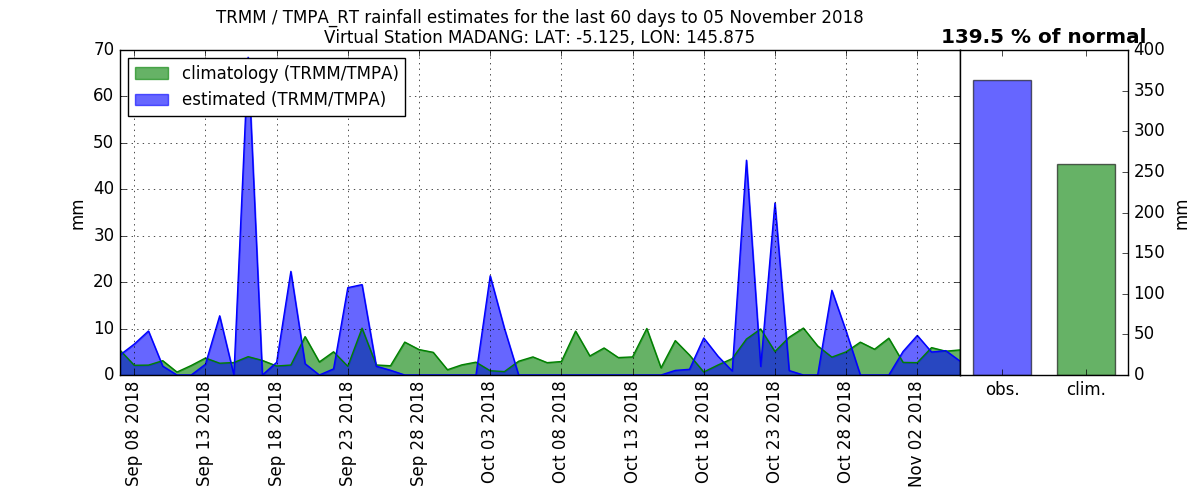 TRMM / TMPA_RT rainfall estimates for the last 60 days to 05 November 2018
Virtual Station MADANG: LAT: -5.125, LON: 145.875
139.5 % of normal
climatology (TRMM/TMPA)
estimated (TRMM/TMPA)
70
60
50
40
30
20
10
0
mm
400
350
300
250
200
150
100
50
0
mm
obs.
clim.
Sep 08 2018
Sep 13 2018
Sep 18 2018
Sep 23 2018
Sep 28 2018
Oct 03 2018
Oct 08 2018
Oct 13 2018
Oct 18 2018
Oct 23 2018
Oct 28 2018
Nov 02 2018